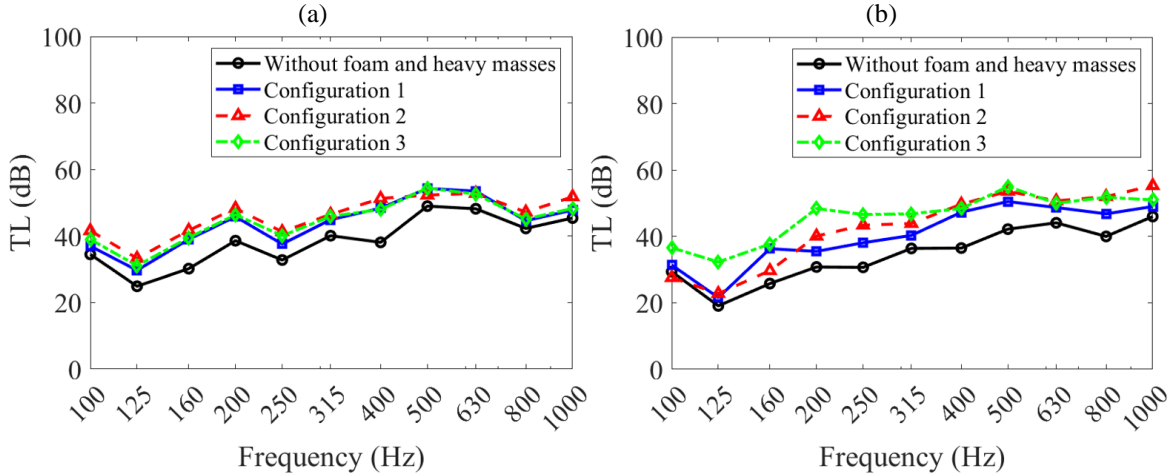 (a)
100
80
60
40
20
0
TL (dB)
Without foam and heavy masses
Configuration 1
Configuration 2
Configuration 3
100
125
160
200
250
315
400
500
630
800
1000
Frequency (Hz)
(b)
100
80
60
40
20
0
TL (dB)
Without foam and heavy masses
Configuration 1
Configuration 2
Configuration 3
100
125
160
200
250
315
400
500
630
800
1000
Frequency (Hz)